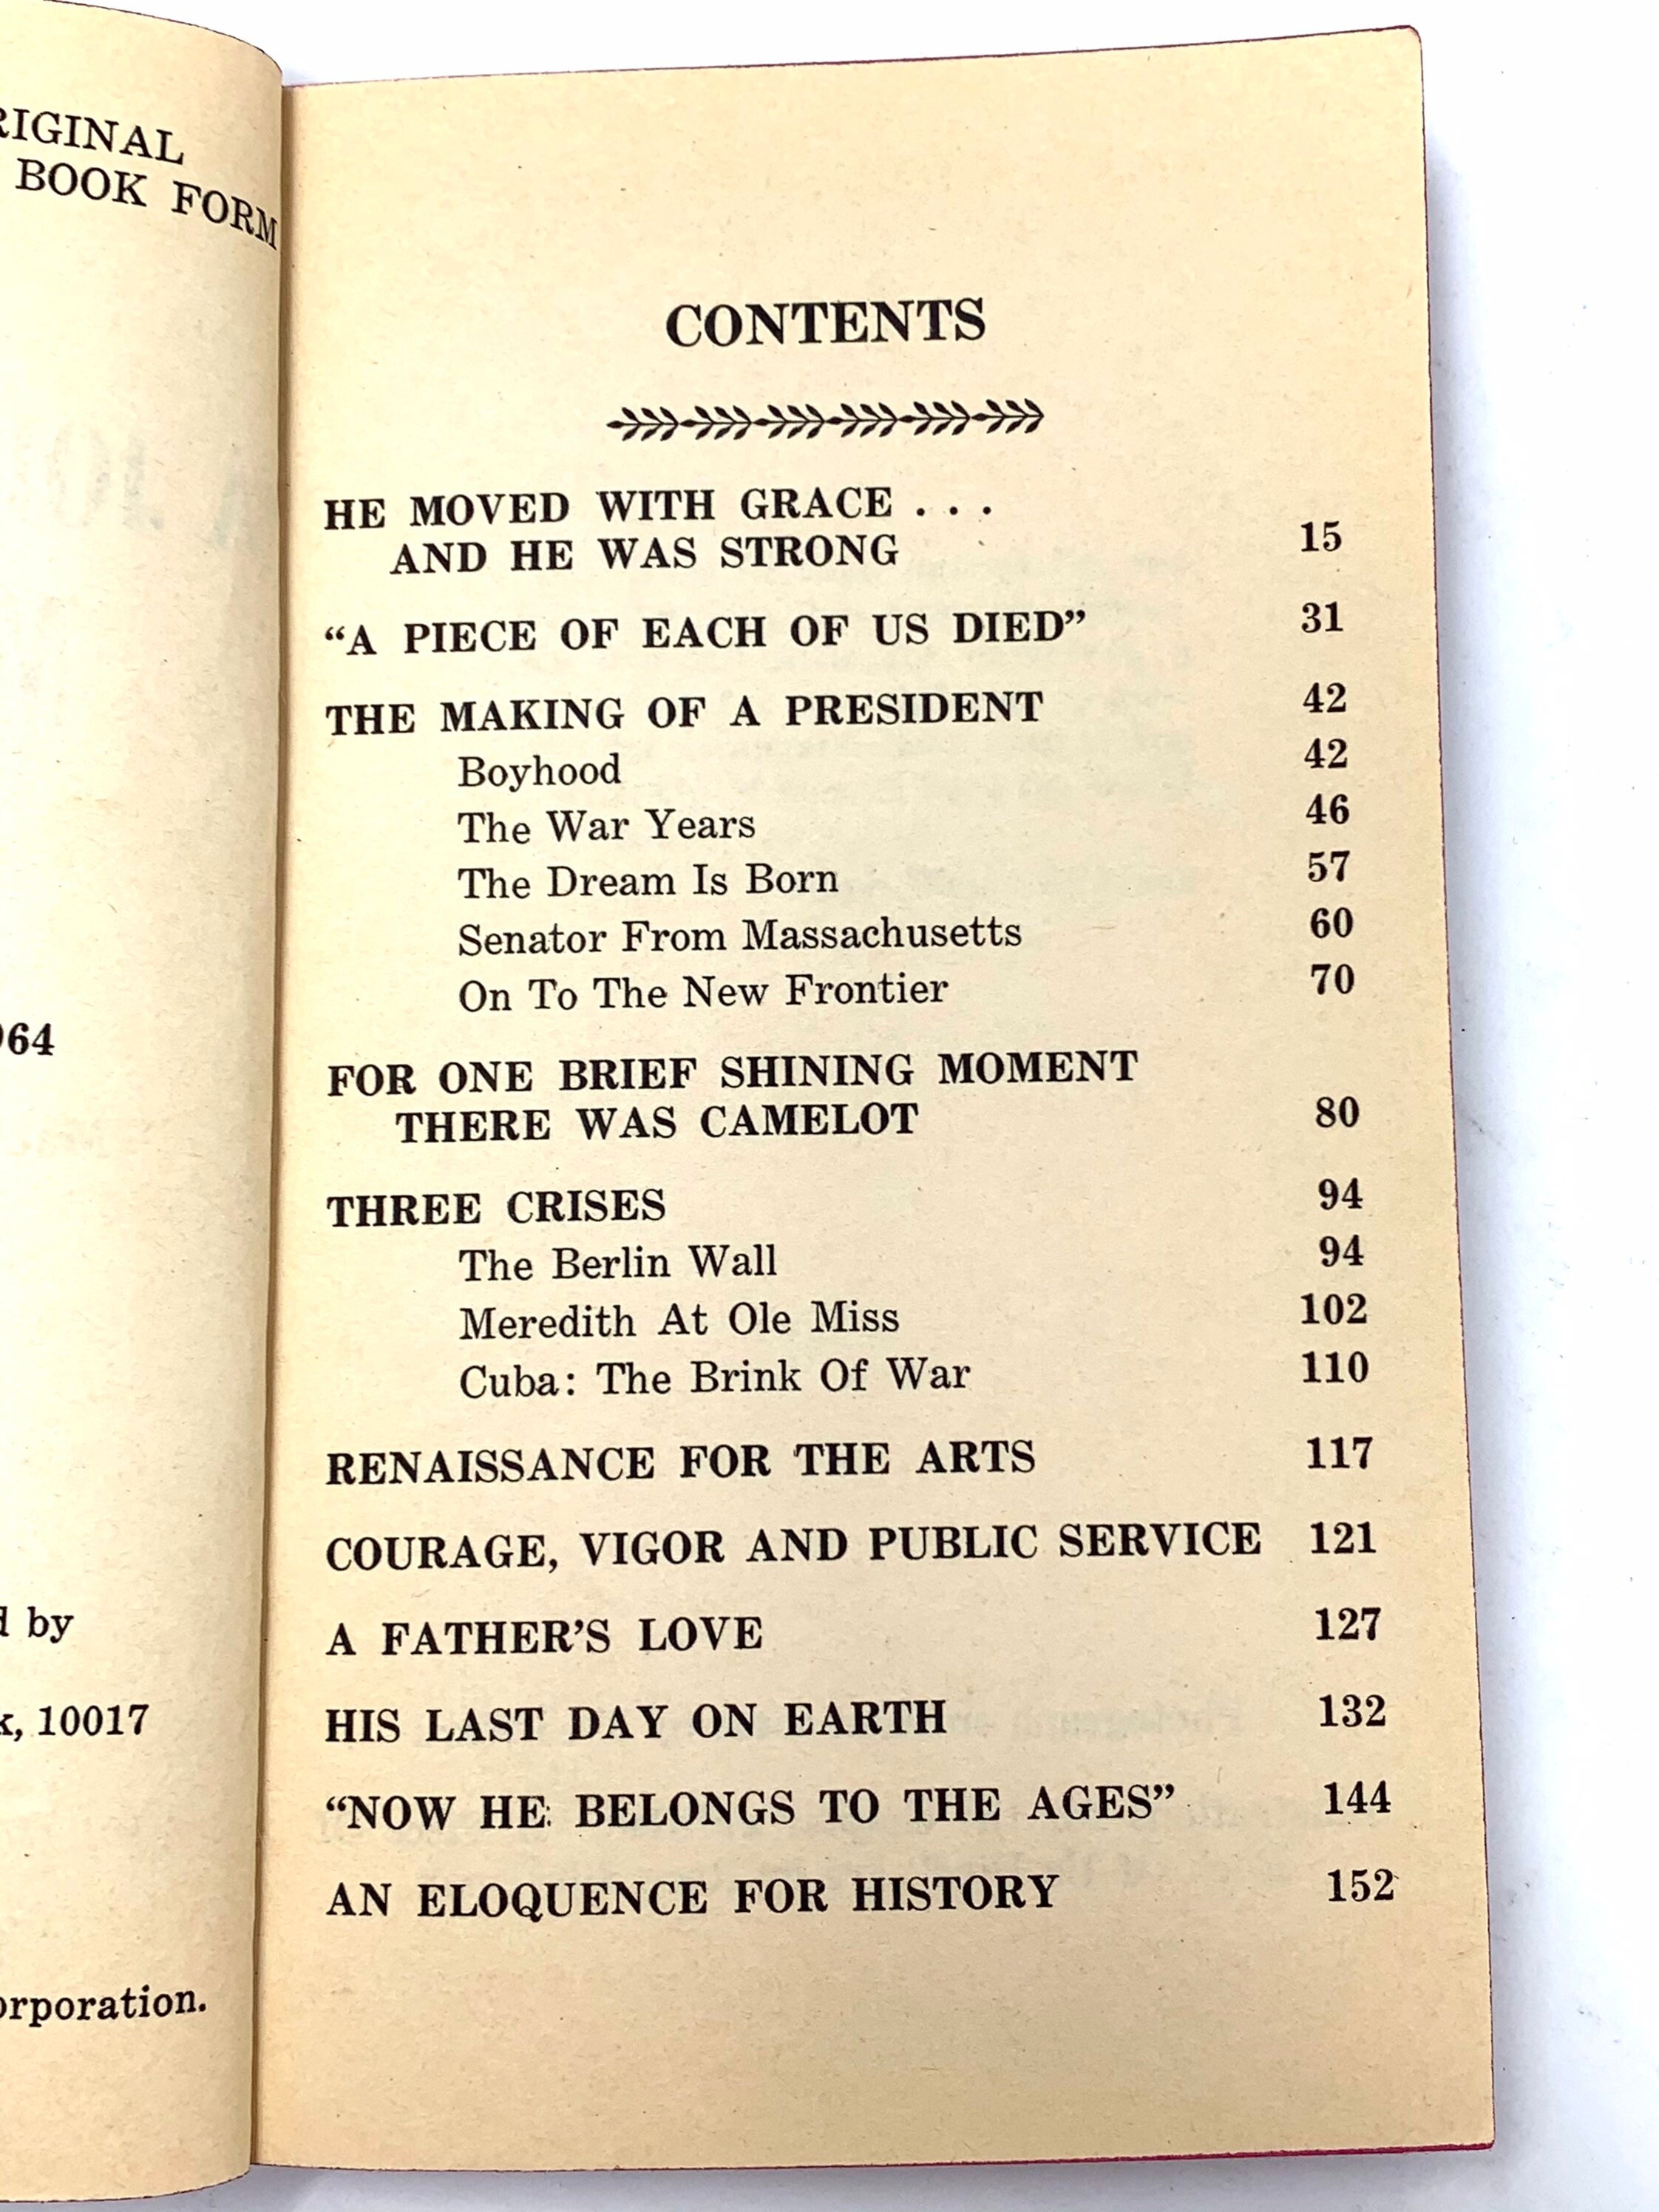 RIGINAL
BOOK FORM
964
d by
k, 10017
orporation.
CONTENTS
HE MOVED WITH GRACE . . .
AND HE WAS STRONG 15
“A PIECE OF EACH OF US DIED” 31
THE MAKING OF A PRESIDENT 42
Boyhood 42
The War Years 46
The Dream Is Born 57
Senator From Massachusetts 60
On To The New Frontier 70
FOR ONE BRIEF SHINING MOMENT
THERE WAS CAMELOT 80
THREE CRISES 94
The Berlin Wall 94
Meredith At Ole Miss 102
Cuba: The Brink Of War 110
RENAISSANCE FOR THE ARTS 117
COURAGE, VIGOR AND PUBLIC SERVICE 121
A FATHER’S LOVE 127
HIS LAST DAY ON EARTH 132
“NOW HE BELONGS TO THE AGES” 144
AN ELOQUENCE FOR HISTORY 152